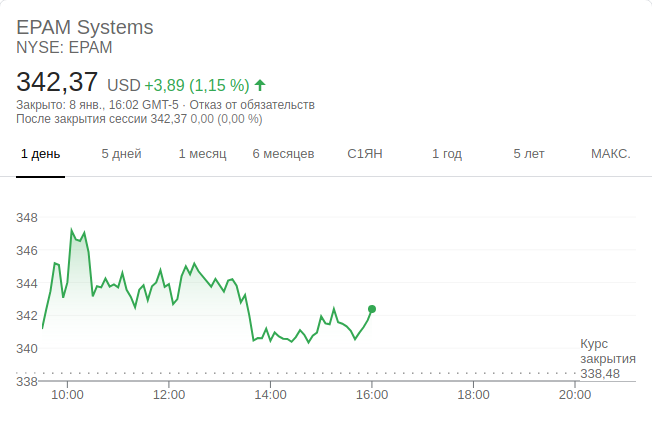 EPAM Systems
NYSE: EPAM
342,37 USD +3,89 (1,15 %)
Закрыто: 8 янв., 16:02 GMT-5 · Отказ от обязательств
После закрытия сессии 342,37 0,00 (0,00 %)
1 день 5 дней 1 месяц 6 месяцев С1ЯН 1 год 5 лет МАКС.
348
346
344
342
340
Курс
закрытия
338,48
338
10:00 12:00 14:00 16:00 18:00 20:00